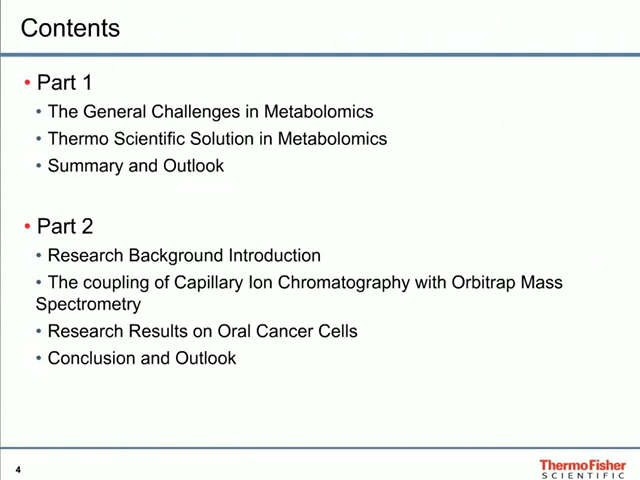 Contents
• Part 1
• The General Challenges in Metabolomics
• Thermo Scientific Solution in Metabolomics
• Summary and Outlook
• Part 2
• Research Background Introduction
• The coupling of Capillary Ion Chromatography with Orbitrap Mass
Spectrometry
• Research Results on Oral Cancer Cells
• Conclusion and Outlook
4
ThermoFisher
SCIENTIFIC